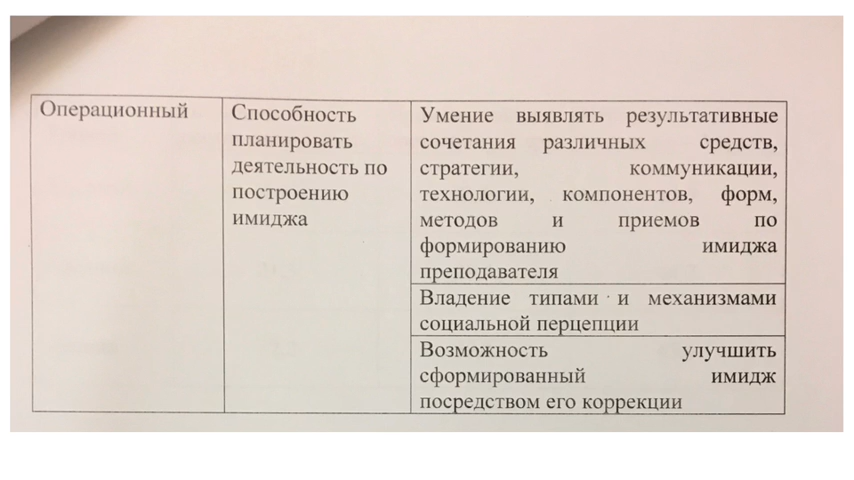 Операционный
Способность
планировать
деятельность по
построению
имиджа
Умение выявлять результативные
сочетания различных средств,
стратегии, коммуникации,
технологии, компонентов, форм,
методов и приемов по
формированию имиджа
преподавателя
Владение типами и механизмами
социальной перцепции
Возможность улучшить
сформированный имидж
посредством его коррекции